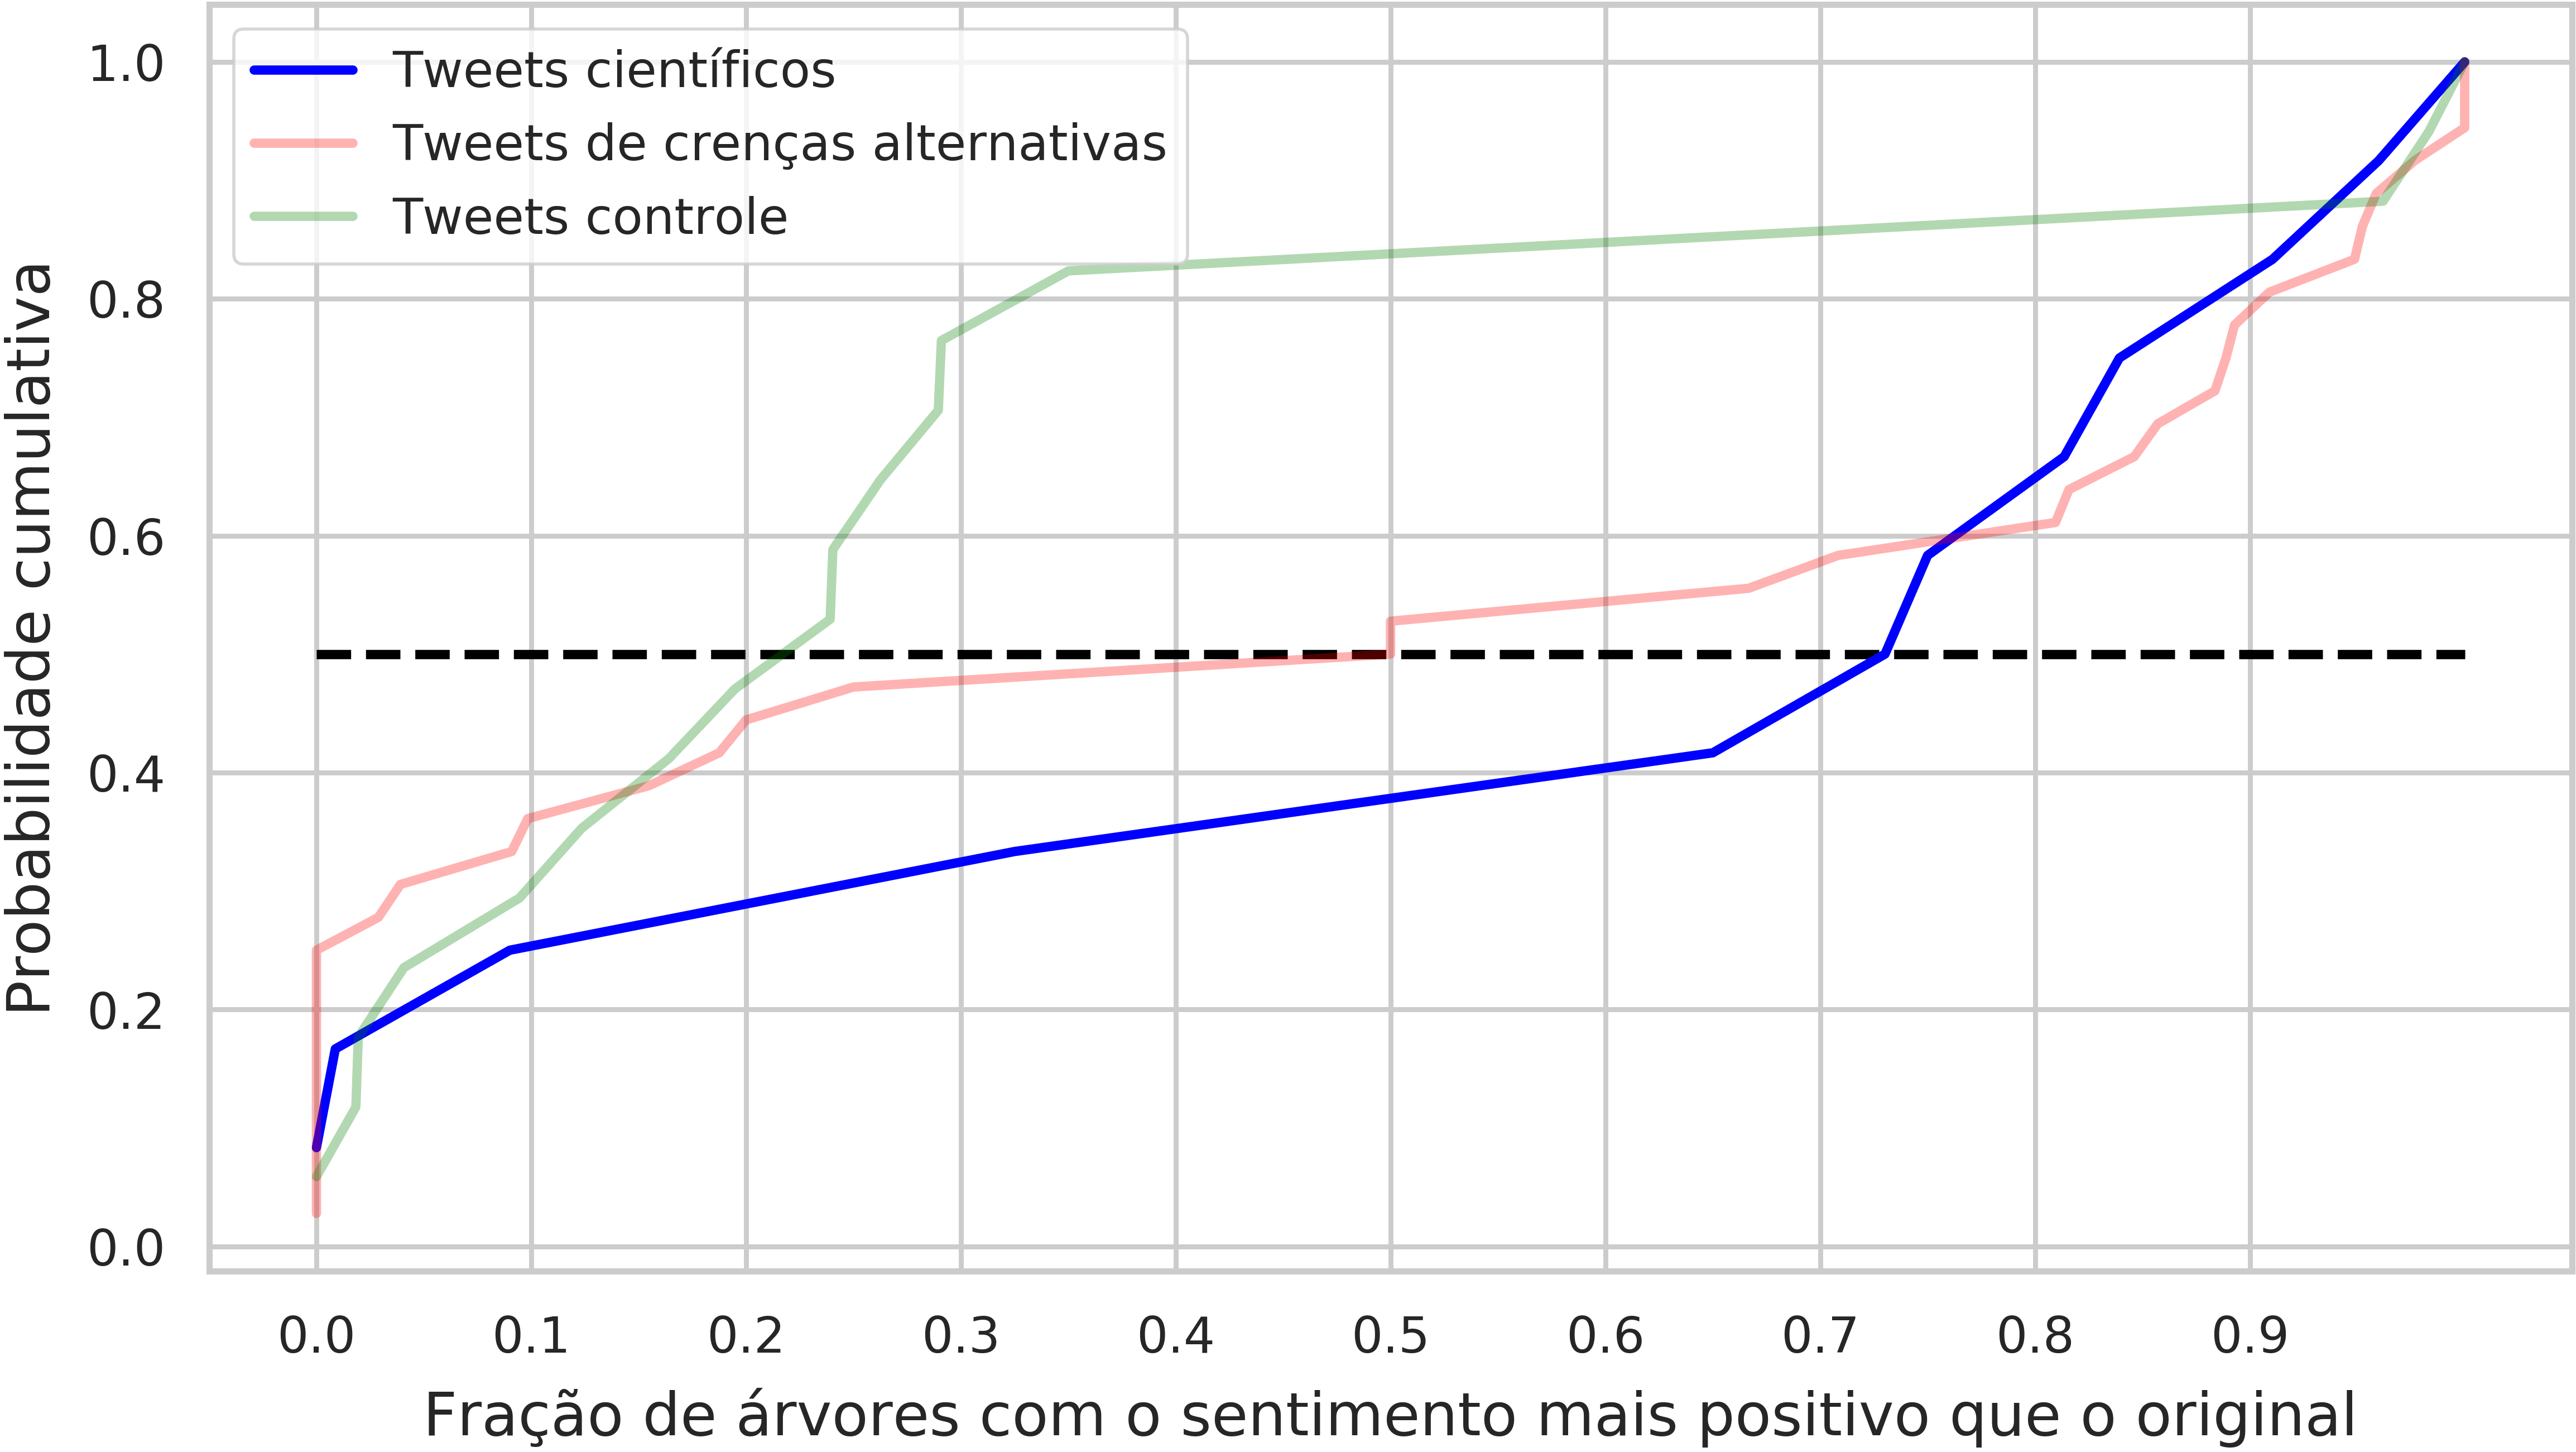 Tweets científicos
Tweets de crenças alternativas
Tweets controle
Probabilidade cumulativa
1.0
0.8
0.6
0.4
0.2
0.0
0.0 0.1 0.2 0.3 0.4 0.5 0.6 0.7 0.8 0.9
Fração de árvores com o sentimento mais positivo que o original